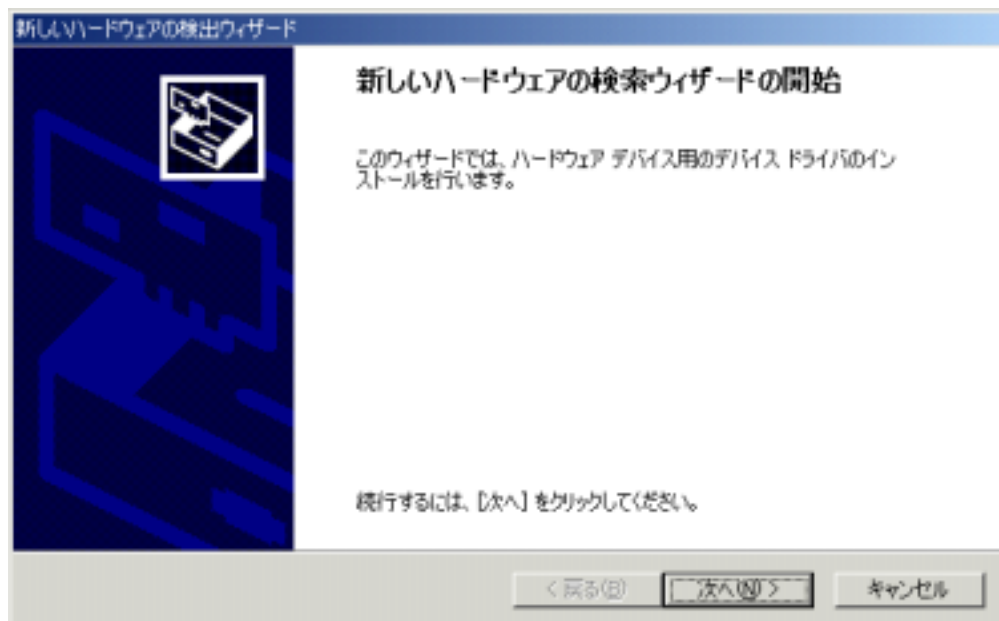 新しいハードウェアの検出ウィザード
新しいハードウェアの検索ウィザードの開始
このウィザードでは、ハードウェア デバイス用のデバイス ドライバのイン
ストールを行います。
続行するには、[次へ] をクリックしてください。
< 戻る(B)
次へ(N) >
キャンセル